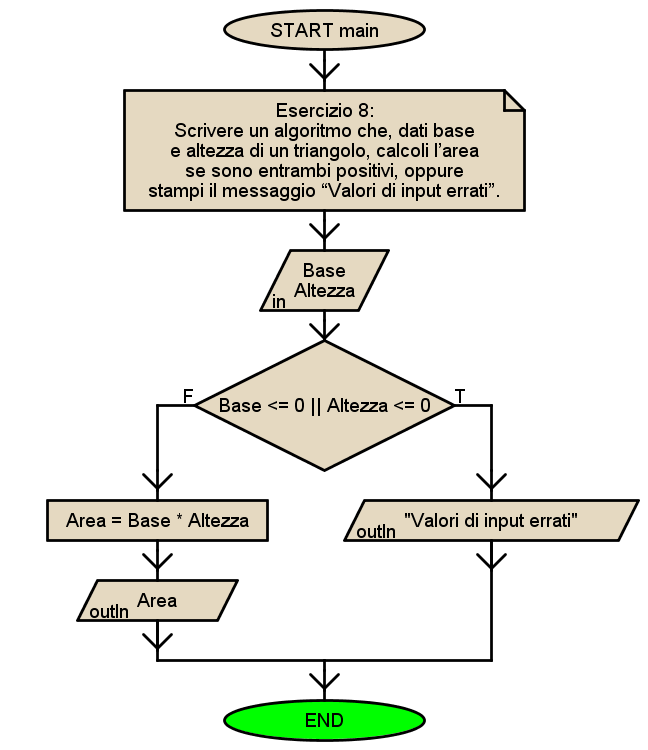 START main
Esercizio 8:
Scrivere un algoritmo che, dati base
e altezza di un triangolo, calcoli l’area
se sono entrambi positivi, oppure
stampi il messaggio “Valori di input errati”.
Base
Altezza
in
Base <= 0 || Altezza <= 0
F
T
Area = Base * Altezza
"Valori di input errati"
outln
Area
outln
END